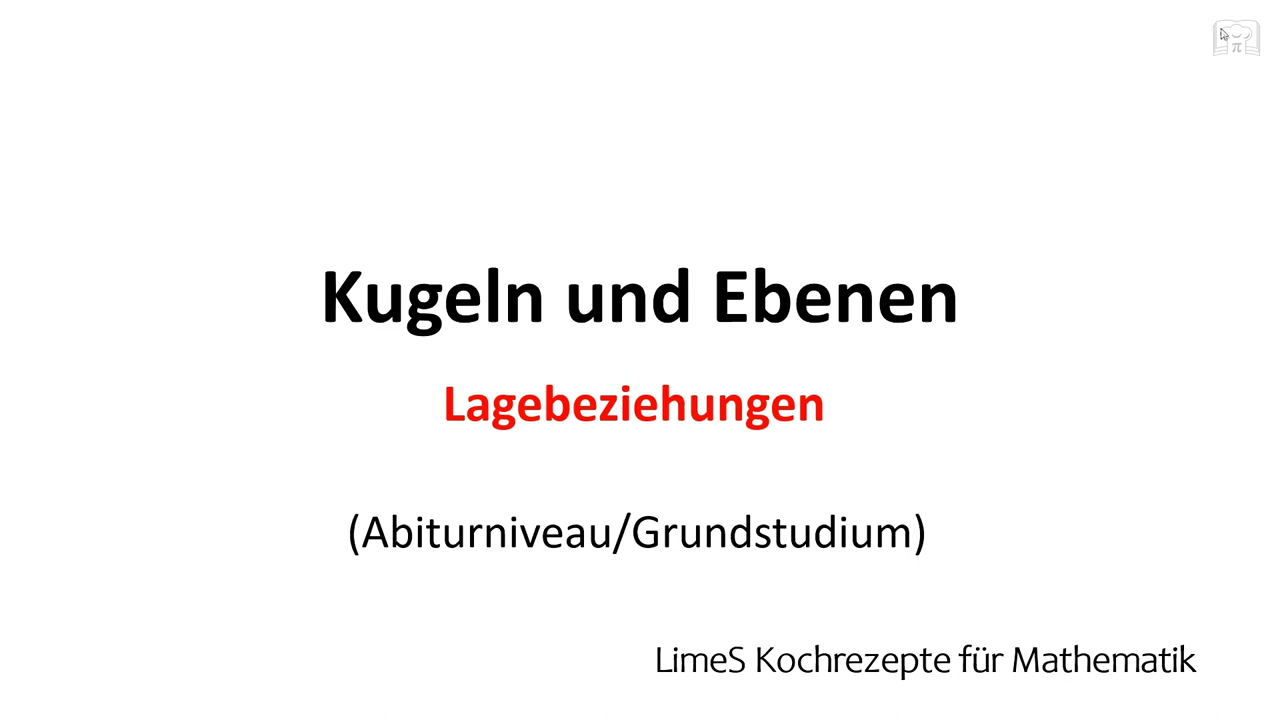 π
Kugeln und Ebenen
Lagebeziehungen
(Abiturniveau/Grundstudium)
LimeS Kochrezepte für Mathematik